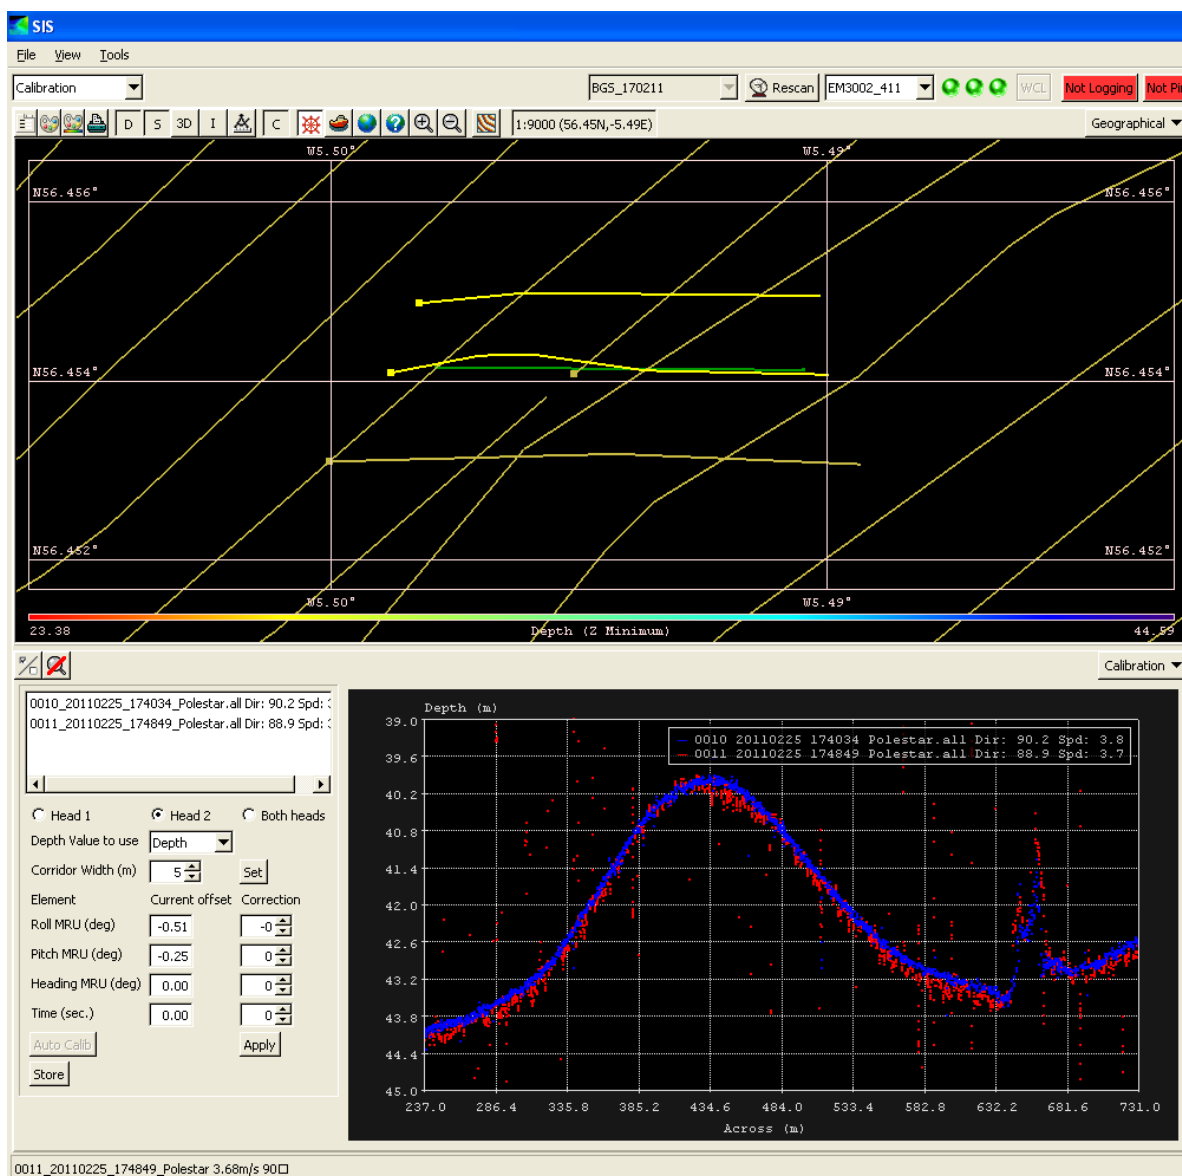 SIS
File View Tools
Calibration BGS_170211 Rescan EM3002_411 WCL Not Logging Not Pi
D S 3D I C 1:9000 (56.45N,-5.49E) Geographical
W5.50° W5.49°
N56.456° N56.456°
N56.454° N56.454°
N56.452° N56.452°
W5.50° W5.49°
23.38 Depth (Z Minimum) 44.59
Calibration
0010_20110225_174034_Polestar.all Dir: 90.2 Spd: 3
0011_20110225_174849_Polestar.all Dir: 88.9 Spd: 3
Head 1 Head 2 Both heads
Depth Value to use Depth
Corridor Width (m) 5 Set
Element Current offset Correction
Roll MRU (deg) -0.51 -0
Pitch MRU (deg) -0.25 0
Heading MRU (deg) 0.00 0
Time (sec.) 0.00 0
Auto Calib Apply
Store
Depth (m)
0010 20110225 174034 Polestar.all Dir: 90.2 Spd: 3.8
0011 20110225 174849 Polestar.all Dir: 88.9 Spd: 3.7
39.0
39.6
40.2
40.8
41.4
42.0
42.6
43.2
43.8
44.4
45.0
237.0 286.4 335.8 385.2 434.6 484.0 533.4 582.8 632.2 681.6 731.0
Across (m)
0011_20110225_174849_Polestar 3.68m/s 90□